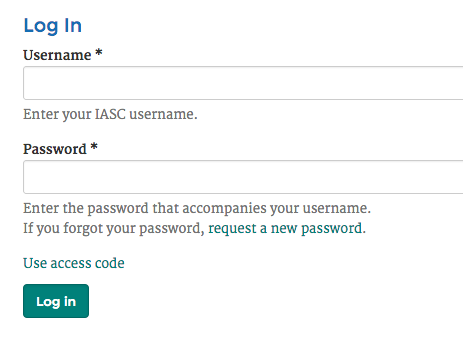 Log In
Username *
Enter your IASC username.
Password *
Enter the password that accompanies your username.
If you forgot your password, request a new password.
Use access code
Log in